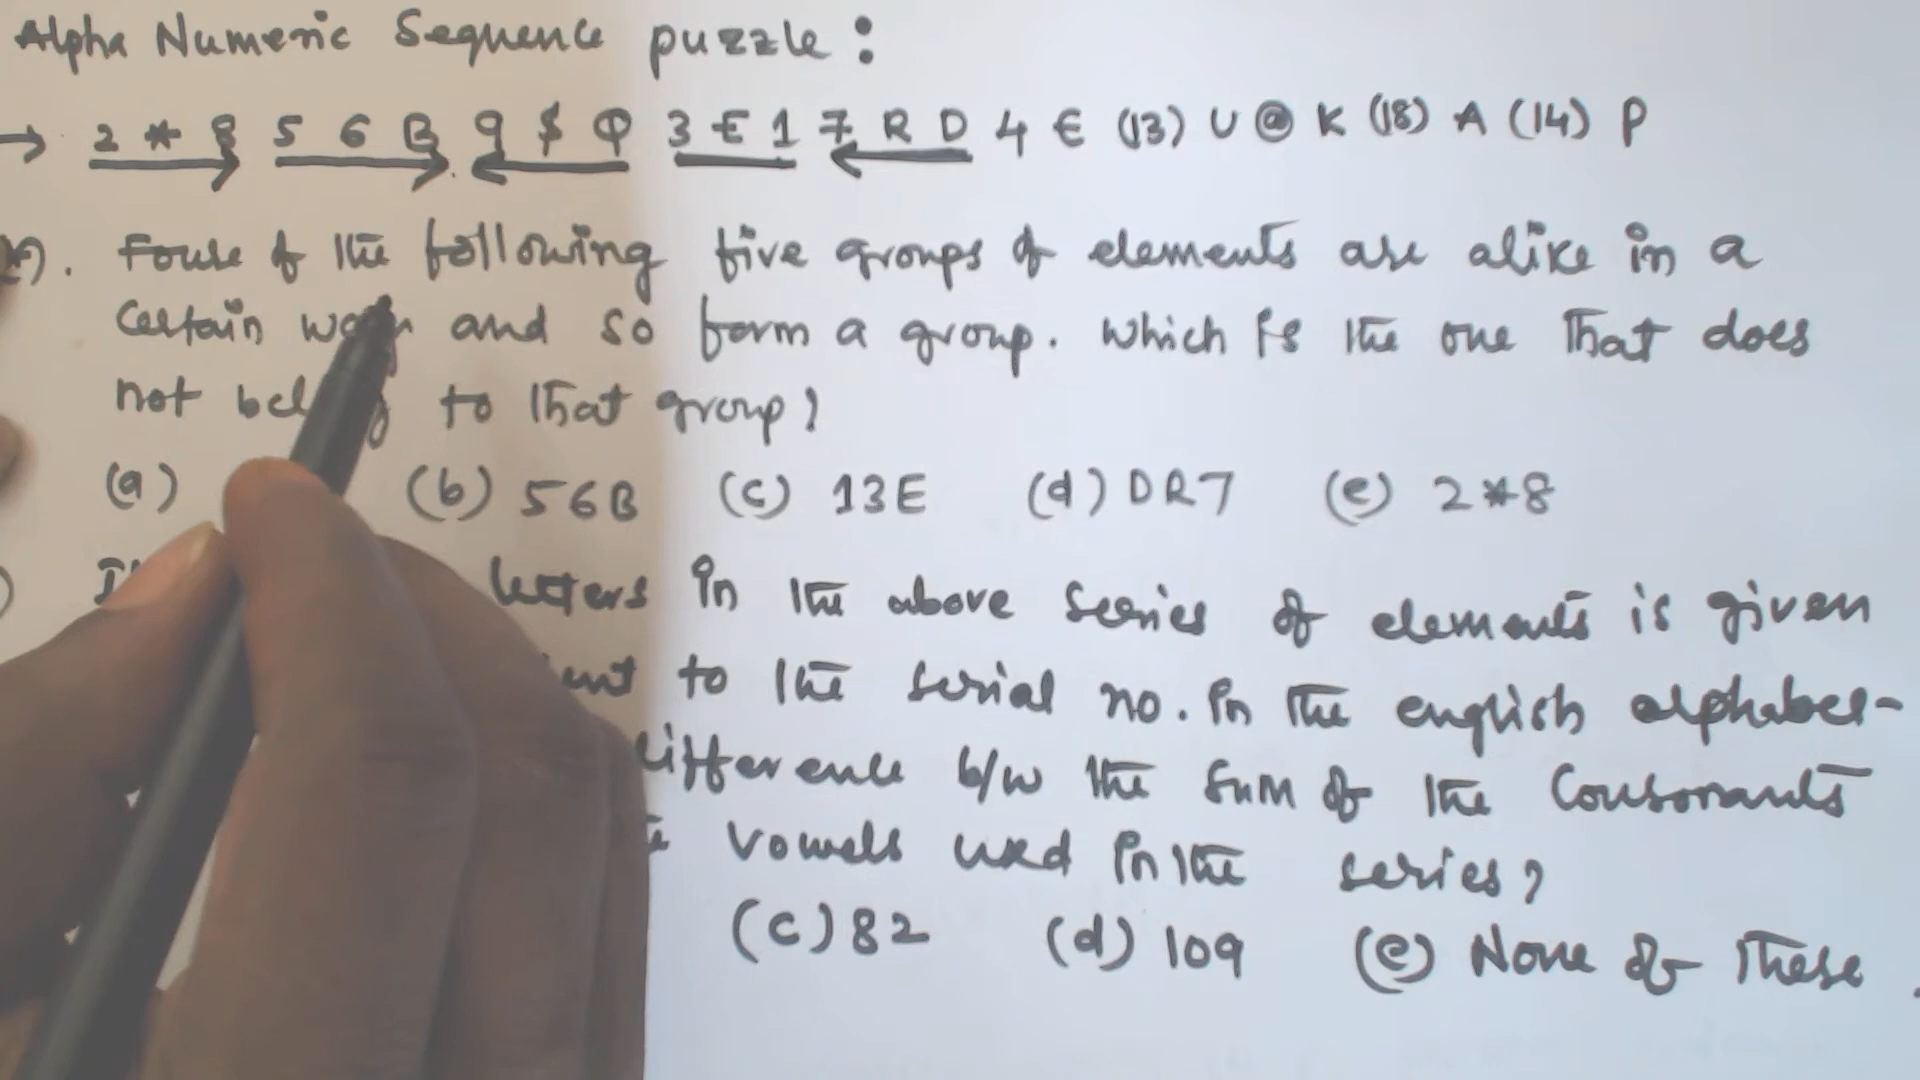 Alpha Numeric Sequence puzzle :
→ 2 * 8 5 6 B 9 $ Q 3 E 1 7 R D 4 € (13) U @ K (18) A (14) P
Four of the following five groups of elements are alike in a
Certain way and so form a group. Which is the one that does
not belong to that group?
(a) (b) 56B (c) 13E (d) DR7 (e) 2*8
letters in the above series of elements is given
to the serial no. in the english alphabet-
difference b/w the sum of the Consonants
vowels used in the series?
(c) 82 (d) 109 (e) None of these.